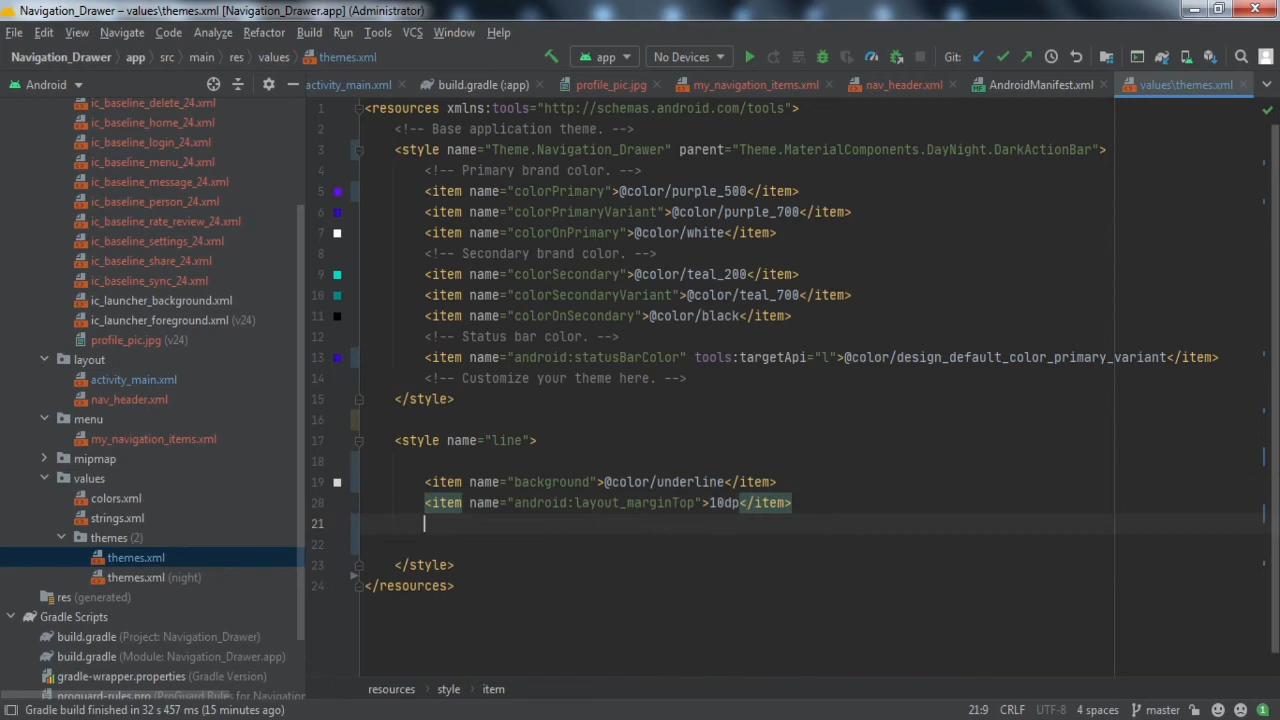 Navigation_Drawer – values\themes.xml [Navigation_Drawer.app] (Administrator)
File Edit View Navigate Code Analyze Refactor Build Run Tools VCS Window Help
Navigation_Drawer app src main res values themes.xml app No Devices Git:
Android activity_main.xml build.gradle (:app) profile_pic.jpg my_navigation_items.xml nav_header.xml AndroidManifest.xml values\themes.xml
ic_baseline_delete_24.xml
ic_baseline_home_24.xml
ic_baseline_login_24.xml
ic_baseline_menu_24.xml
ic_baseline_message_24.xml
ic_baseline_person_24.xml
ic_baseline_rate_review_24.xml
ic_baseline_settings_24.xml
ic_baseline_share_24.xml
ic_baseline_sync_24.xml
ic_launcher_background.xml
ic_launcher_foreground.xml (v24)
profile_pic.jpg (v24)
layout
activity_main.xml
nav_header.xml
menu
my_navigation_items.xml
mipmap
values
colors.xml
strings.xml
themes (2)
themes.xml
themes.xml (night)
res (generated)
Gradle Scripts
build.gradle (Project: Navigation_Drawer)
build.gradle (Module: Navigation_Drawer.app)
gradle-wrapper.properties (Gradle Version)
proguard-rules.pro (ProGuard Rules for Navigation
1 <resources xmlns:tools="http://schemas.android.com/tools">
2 <!-- Base application theme. -->
3 <style name="Theme.Navigation_Drawer" parent="Theme.MaterialComponents.DayNight.DarkActionBar">
4 <!-- Primary brand color. -->
5 <item name="colorPrimary">@color/purple_500</item>
6 <item name="colorPrimaryVariant">@color/purple_700</item>
7 <item name="colorOnPrimary">@color/white</item>
8 <!-- Secondary brand color. -->
9 <item name="colorSecondary">@color/teal_200</item>
10 <item name="colorSecondaryVariant">@color/teal_700</item>
11 <item name="colorOnSecondary">@color/black</item>
12 <!-- Status bar color. -->
13 <item name="android:statusBarColor" tools:targetApi="l">@color/design_default_color_primary_variant</item>
14 <!-- Customize your theme here. -->
15 </style>
16
17 <style name="line">
18
19 <item name="background">@color/underline</item>
20 <item name="android:layout_marginTop">10dp</item>
21
22
23 </style>
24 </resources>
resources style item
Gradle build finished in 32 s 457 ms (15 minutes ago) 21:9 CRLF UTF-8 4 spaces master 1